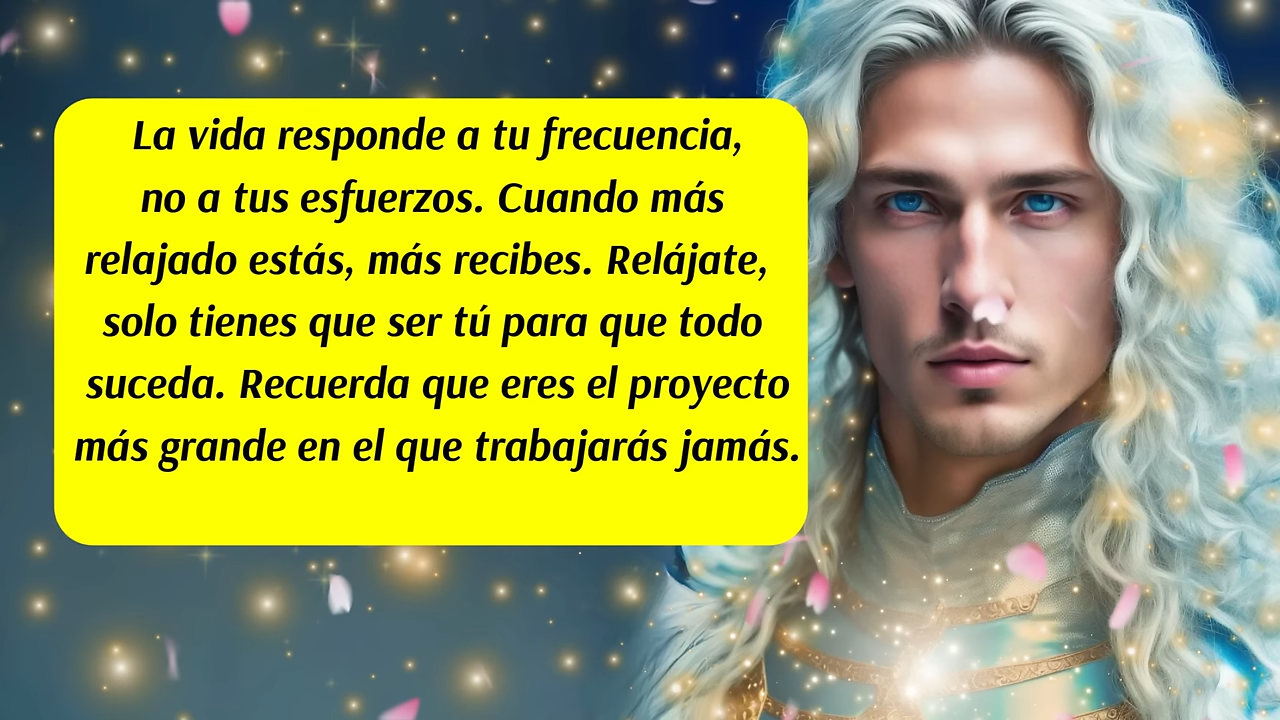 La vida responde a tu frecuencia,
no a tus esfuerzos. Cuando más
relajado estás, más recibes. Relájate,
solo tienes que ser tú para que todo
suceda. Recuerda que eres el proyecto
más grande en el que trabajarás jamás.